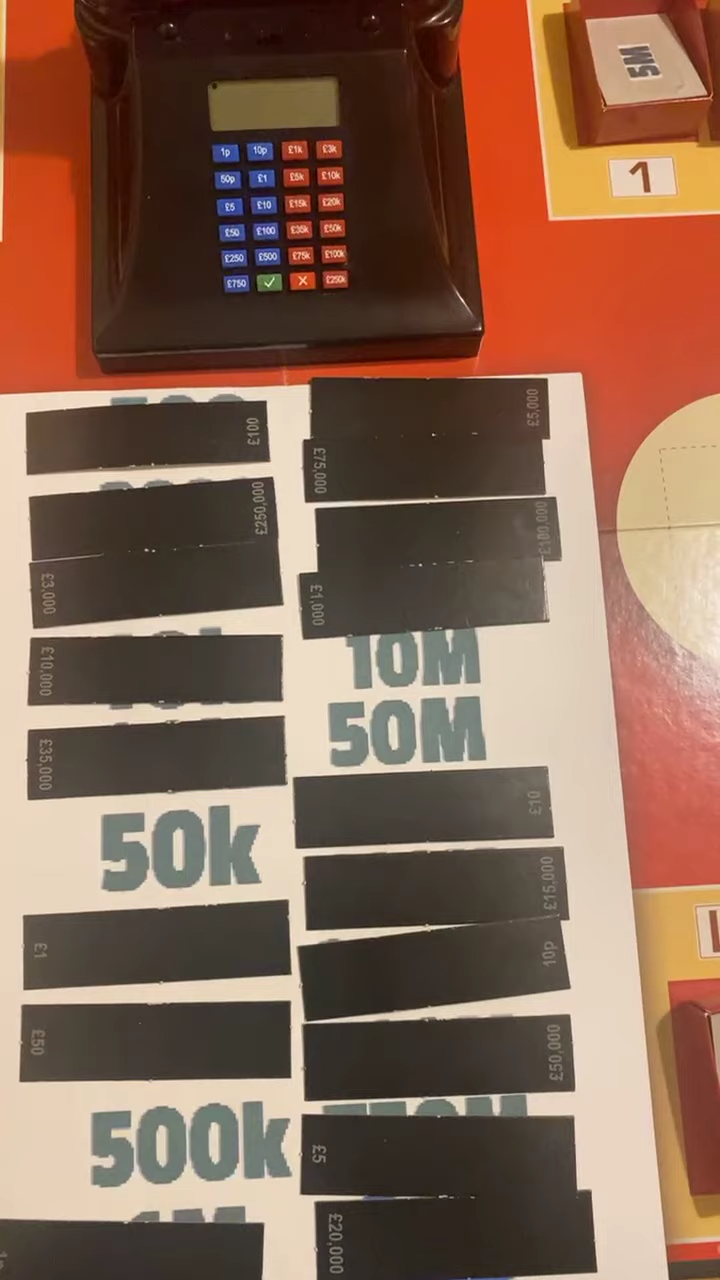 5M
1p 10p £1k £3k
50p £1 £5k £10k
£5 £10 £15k £20k
£50 £100 £35k £50k
£250 £500 £75k £100k
£750 £250k
1
£100
£5,000
£75,000
£250,000
£100,000
£3,000
£1,000
£10,000
10M
£35,000
50M
50k
£10
£15,000
£1
10p
£50
£50,000
500k
£5
1M
£20,000